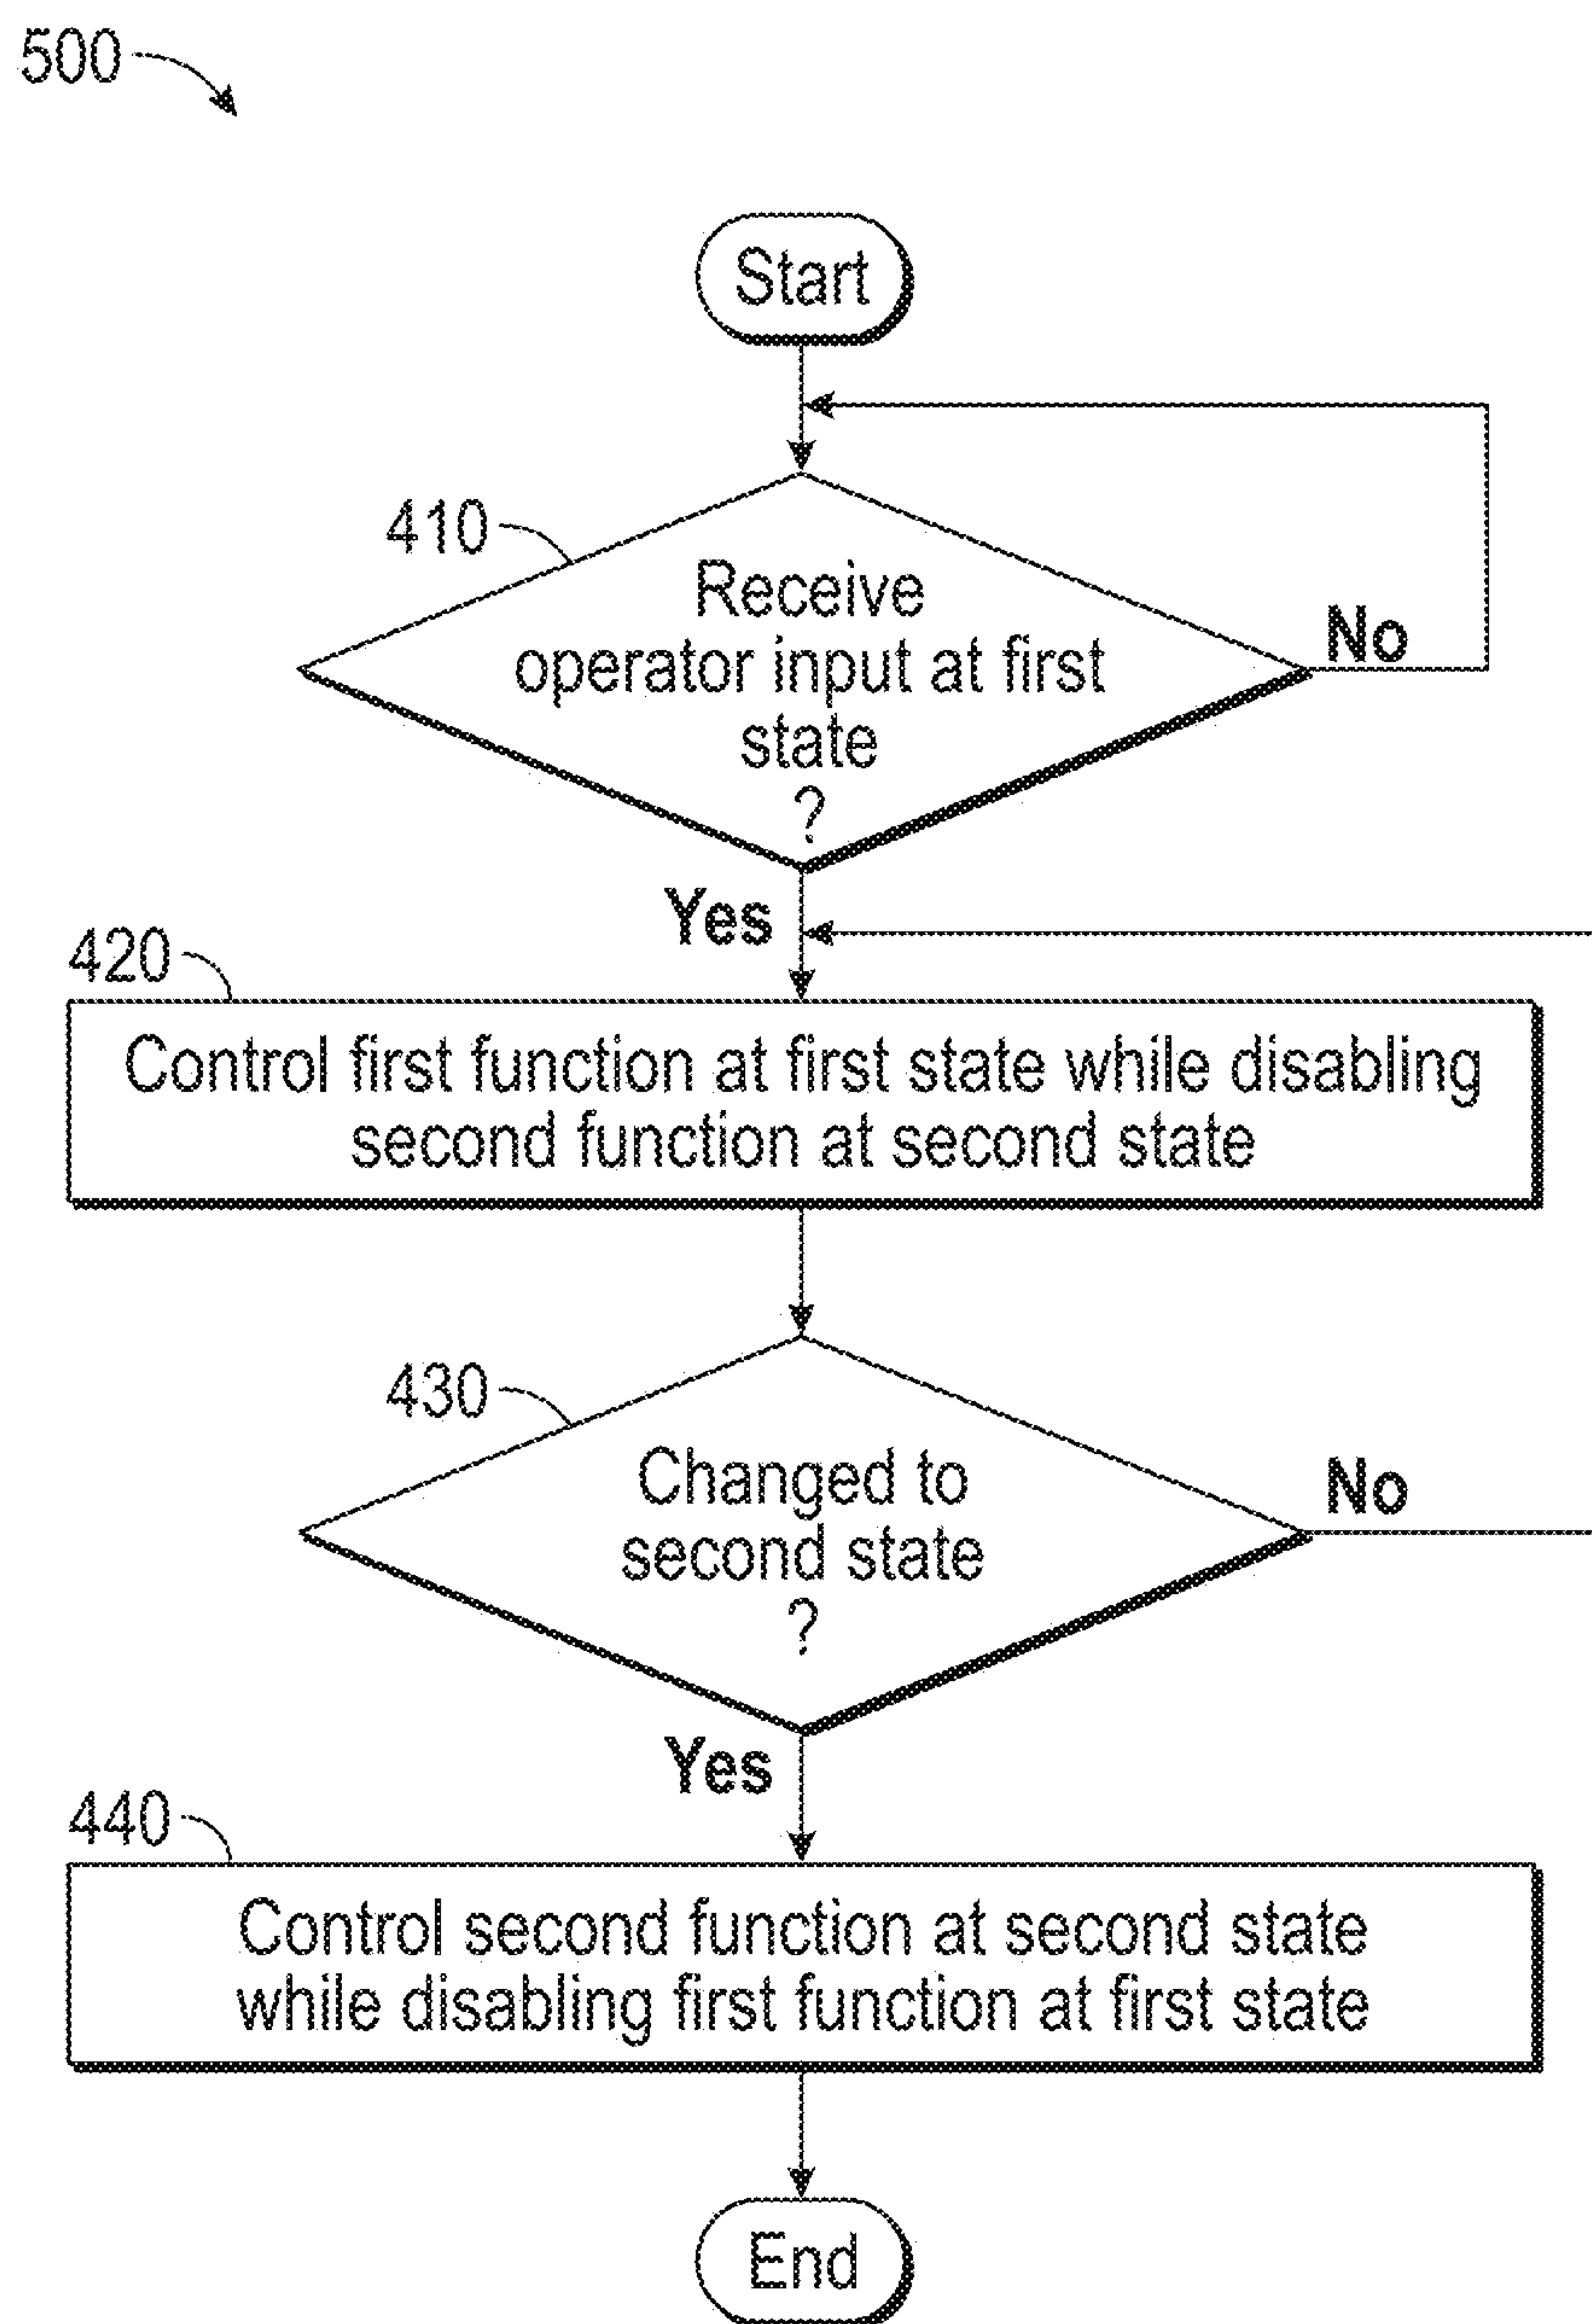 500
Start
410
Receive
operator input at first
state
?
No
Yes
420
Control first function at first state while disabling
second function at second state
430
Changed to
second state
?
No
Yes
440
Control second function at second state
while disabling first function at first state
End